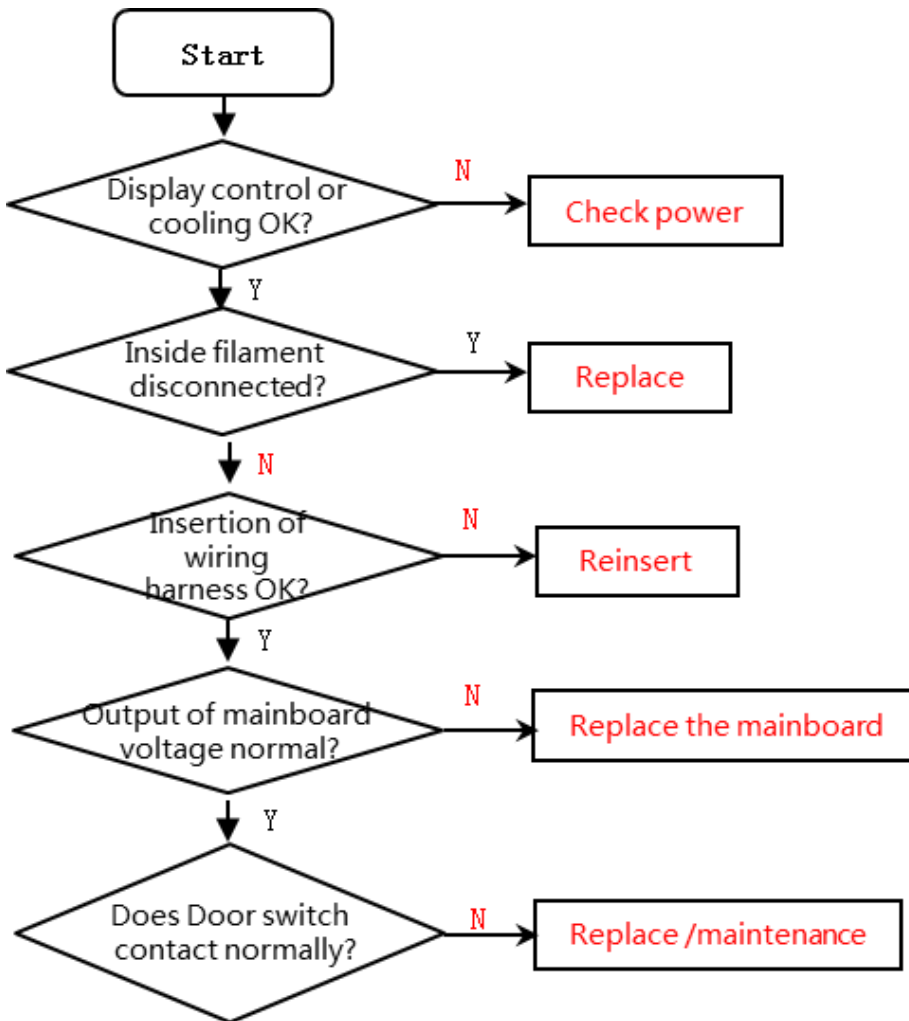 Start
Display control or
cooling OK?
N
Check power
Y
Inside filament
disconnected?
Y
Replace
N
Insertion of
wiring
harness OK?
N
Reinsert
Y
Output of mainboard
voltage normal?
N
Replace the mainboard
Y
Does Door switch
contact normally?
N
Replace /maintenance